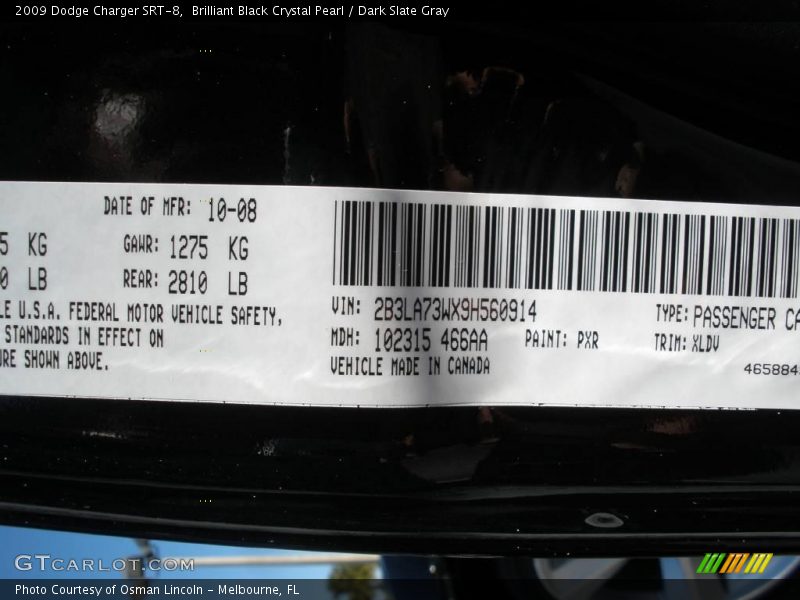 2009 Dodge Charger SRT-8,  Brilliant Black Crystal Pearl / Dark Slate Gray
DATE OF MFR: 10-08
5 KG GAWR: 1275 KG
0 LB REAR: 2810 LB
LE U.S.A. FEDERAL MOTOR VEHICLE SAFETY,
STANDARDS IN EFFECT ON
URE SHOWN ABOVE.
VIN: 2B3LA73WX9H560914 TYPE: PASSENGER CA
MDH: 102315 466AA PAINT: PXR TRIM: XLDV
VEHICLE MADE IN CANADA
465884
GTCARLOT.COM
Photo Courtesy of Osman Lincoln - Melbourne, FL